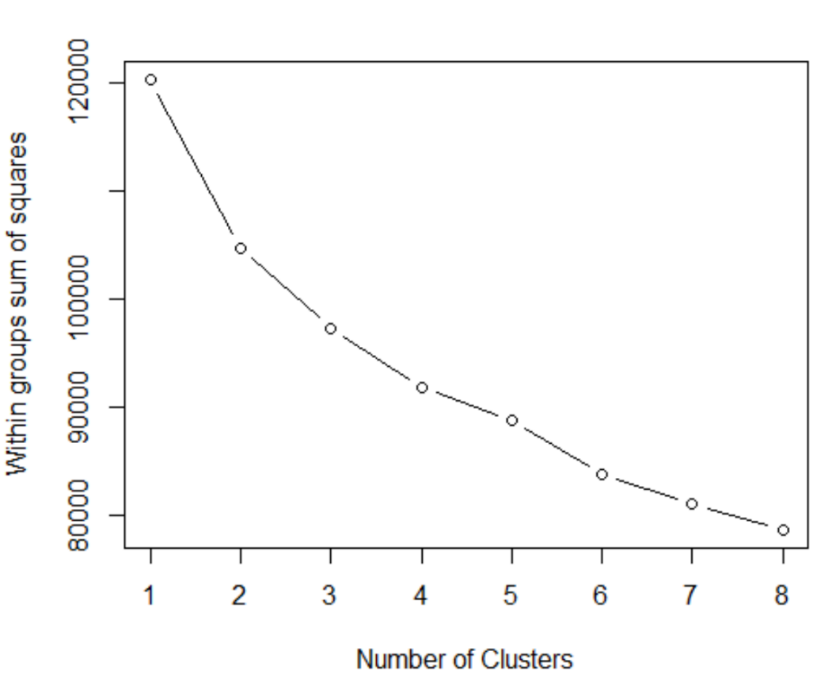 Within groups sum of squares
120000
100000
90000
80000
1 2 3 4 5 6 7 8
Number of Clusters